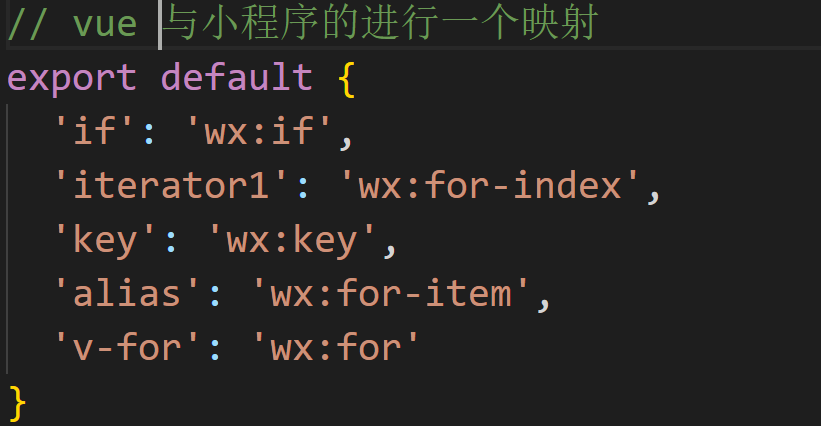 // vue 与小程序的进行一个映射
export default {
  'if': 'wx:if',
  'iterator1': 'wx:for-index',
  'key': 'wx:key',
  'alias': 'wx:for-item',
  'v-for': 'wx:for'
}